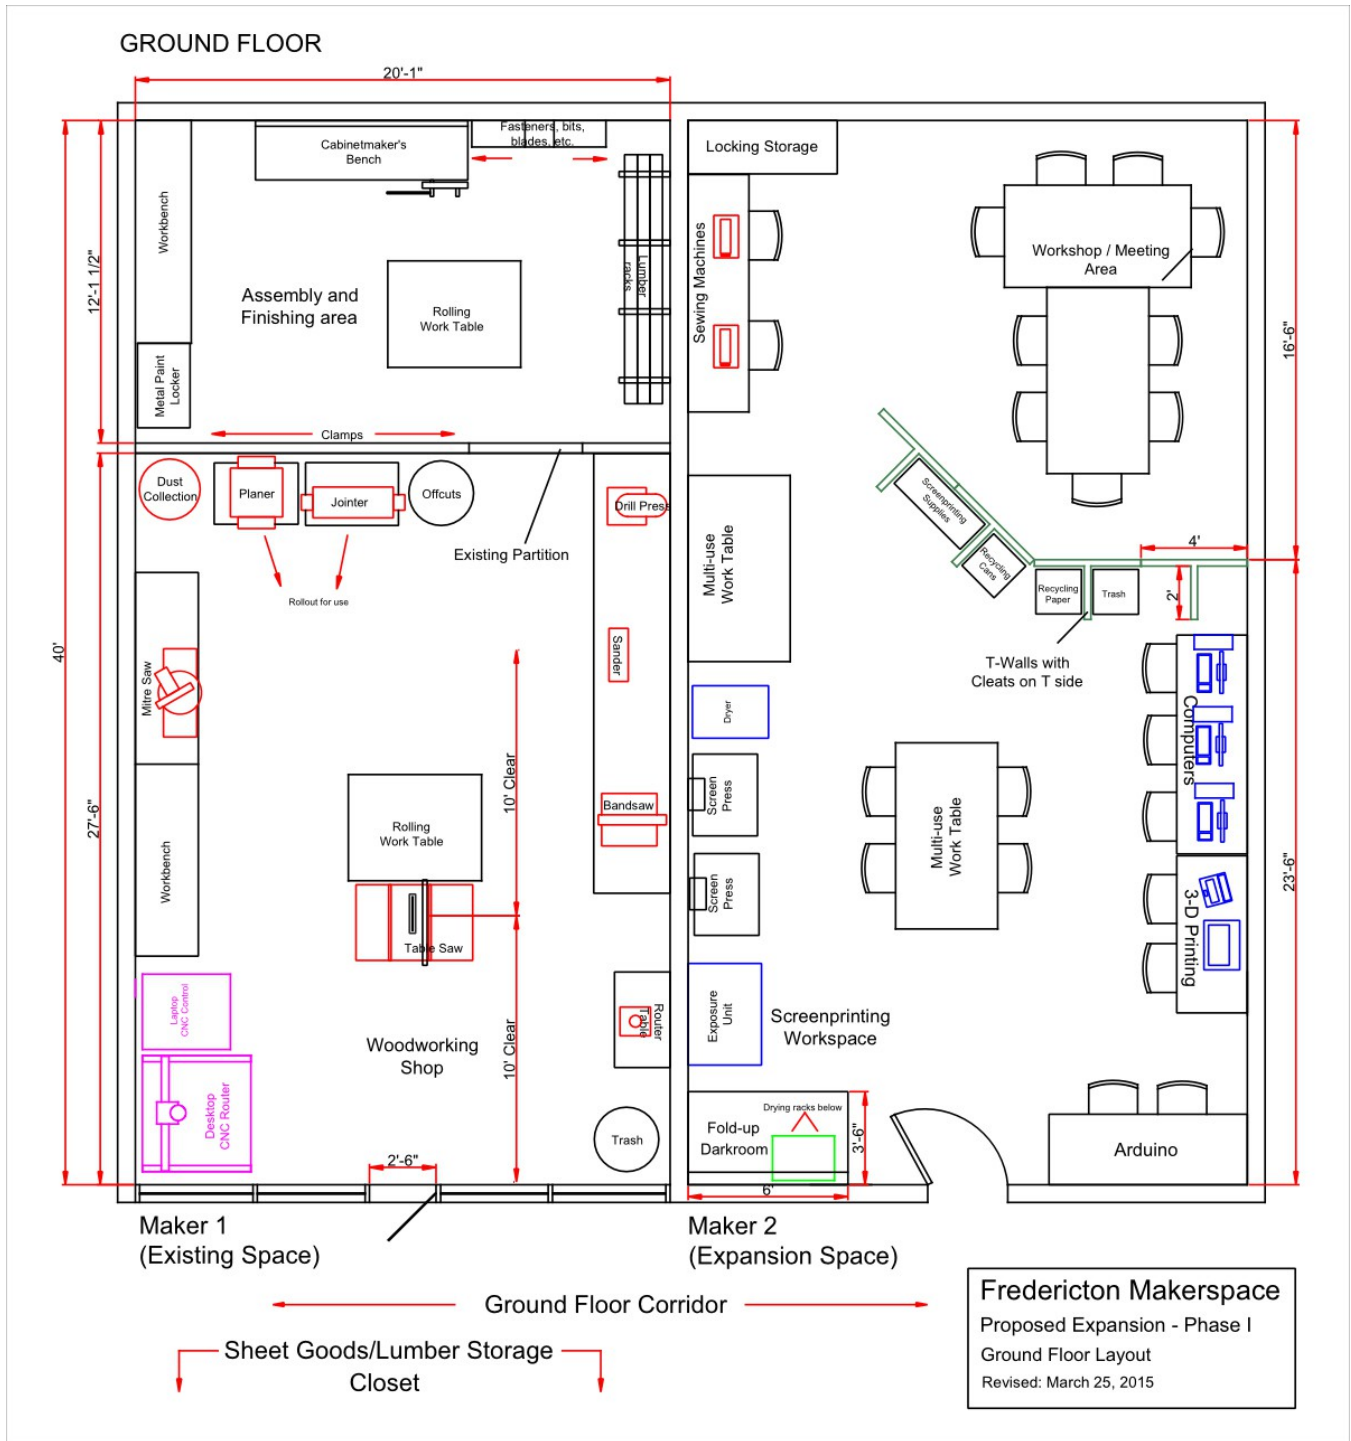 GROUND FLOOR
20'-1"
Fasteners, bits,
blades, etc.
Cabinetmaker's
Bench
Workbench
12'-1 1/2"
Assembly and
Finishing area
Rolling
Work Table
Lumber
racks
Metal Paint
Locker
Clamps
Locking Storage
Sewing Machines
Workshop / Meeting
Area
16'-6"
Dust
Collection
Planer
Jointer
Offcuts
Drill Press
Existing Partition
Rollout for use
Screenprinting
Supplies
Recycling
Cans
Recycling
Paper
Trash
4'
2'
T-Walls with
Cleats on T side
Multi-use
Work Table
40'
27'-6"
Mitre Saw
Sander
10' Clear
Dryer
Computers
Screen
Press
Bandsaw
Rolling
Work Table
Workbench
Multi-use
Work Table
23'-6"
Screen
Press
3-D Printing
Table Saw
Laptop
CNC Control
Router
Table
Exposure
Unit
Screenprinting
Workspace
Woodworking
Shop
10' Clear
Desktop
CNC Router
Trash
Drying racks below
Fold-up
Darkroom
3'-6"
6'
Arduino
2'-6"
Maker 1
(Existing Space)
Maker 2
(Expansion Space)
Ground Floor Corridor
Sheet Goods/Lumber Storage
Closet
Fredericton Makerspace
Proposed Expansion - Phase I
Ground Floor Layout
Revised: March 25, 2015